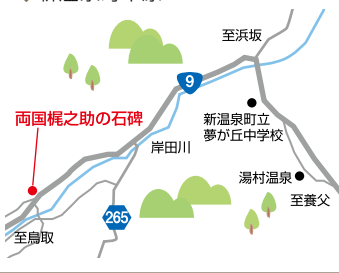 至浜坂
9
新温泉町立
夢が丘中学校
両国梶之助の石碑
岸田川
湯村温泉
至養父
265
至鳥取